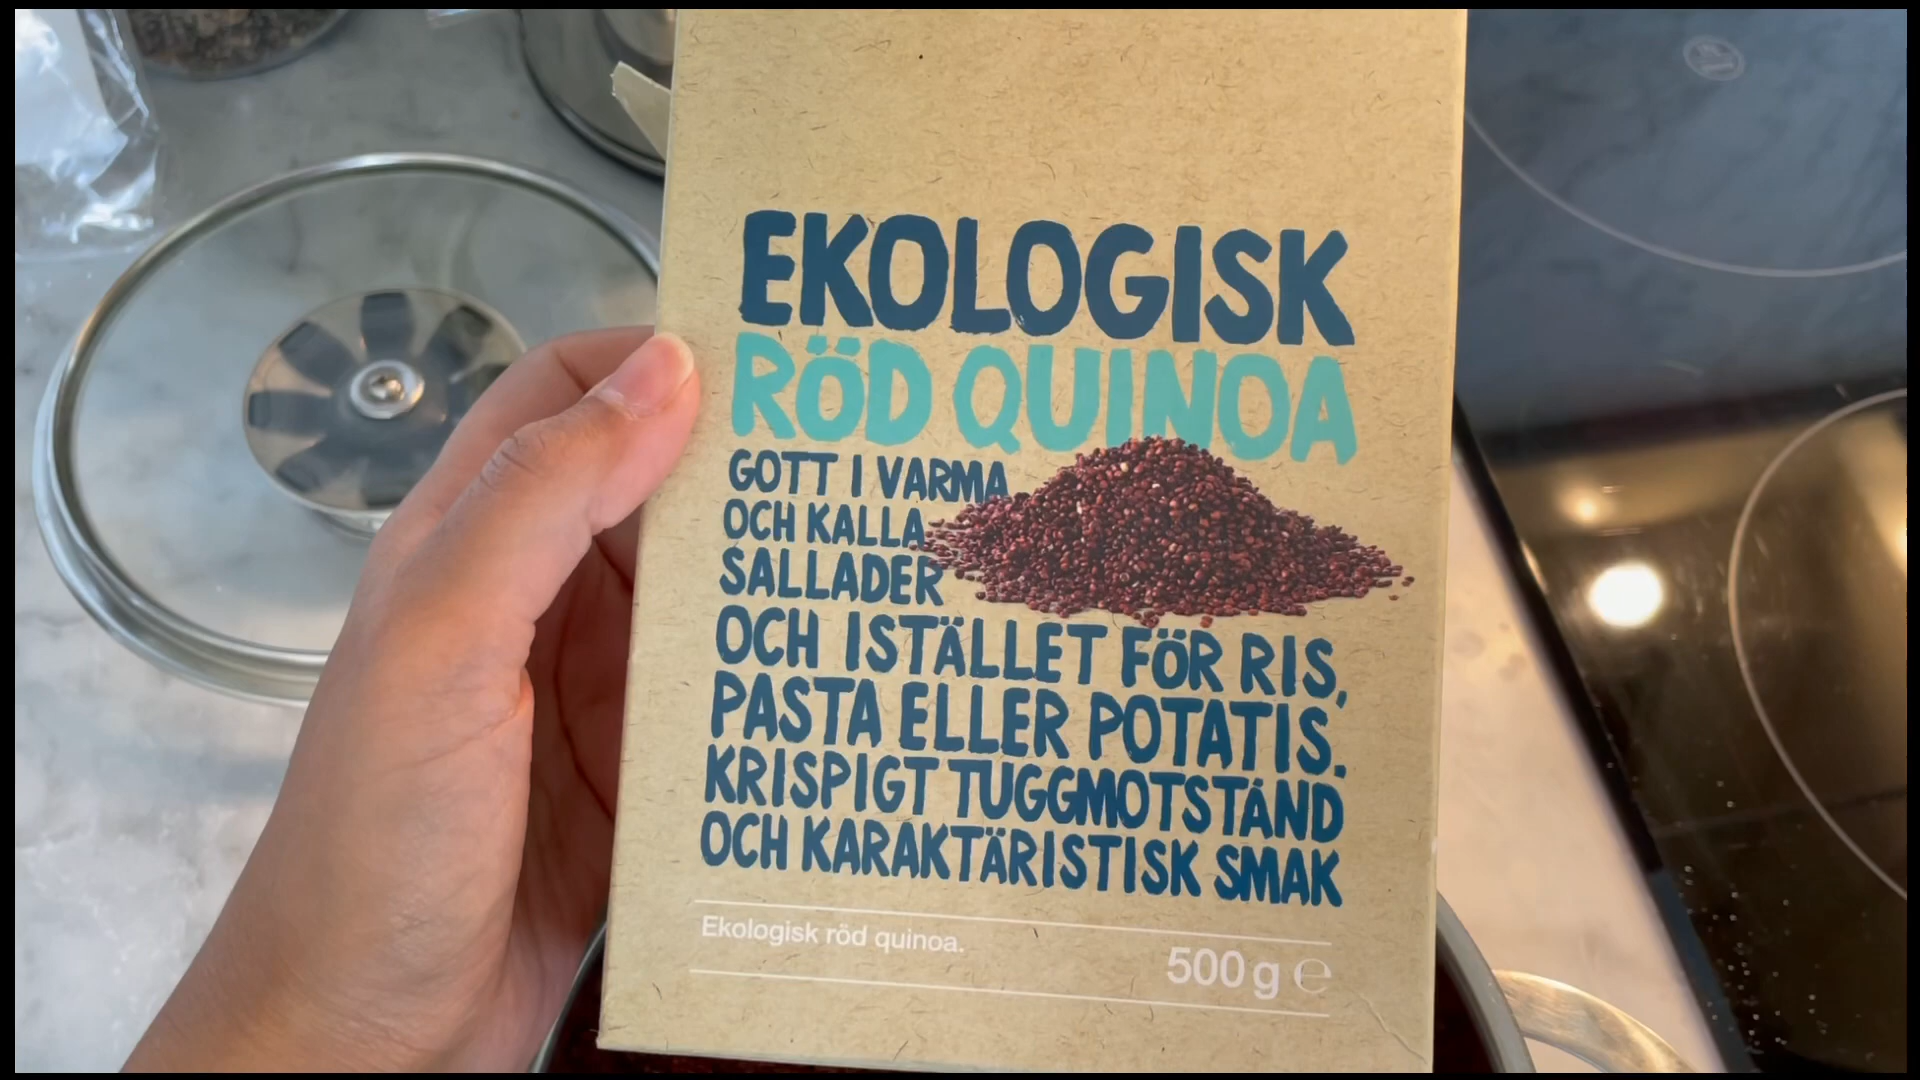 EKOLOGISK
RÖD QUINOA
GOTT I VARMA
OCH KALLA
SALLADER
OCH ISTÄLLET FÖR RIS,
PASTA ELLER POTATIS.
KRISPIGT TUGGMOTSTÅND
OCH KARAKTÄRISTISK SMAK
Ekologisk röd quinoa.
500 g ℮